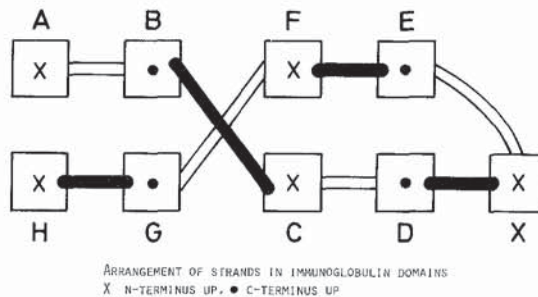 A B F E
X • X •
X • X • X
H G C D X
ARRANGEMENT OF STRANDS IN IMMUNOGLOBULIN DOMAINS
X N-TERMINUS UP, • C-TERMINUS UP